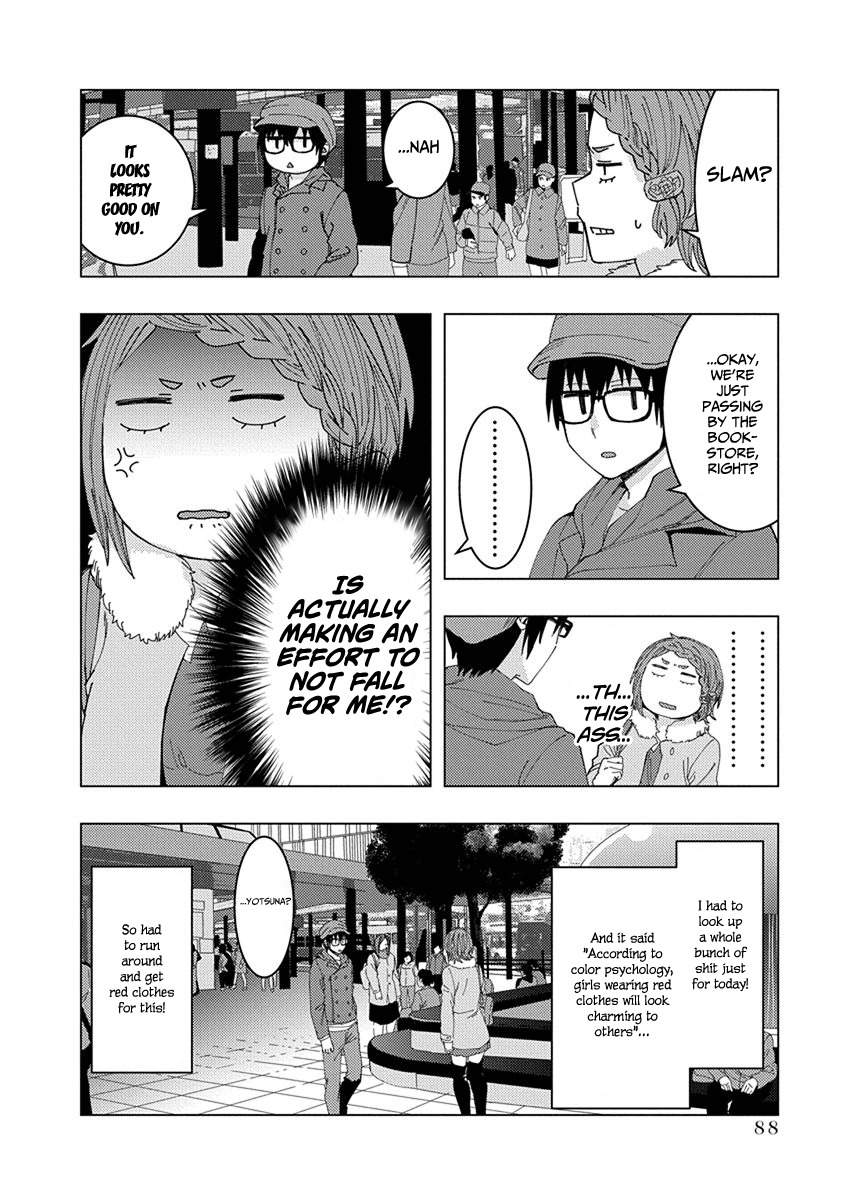 SLAM?
...NAH
IT
LOOKS
PRETTY
GOOD ON
YOU.
...OKAY,
WE'RE
JUST
PASSING
BY THE
BOOK-
STORE,
RIGHT?
..........
..........
...TH...
THIS
ASS...
IS
ACTUALLY
MAKING AN
EFFORT TO
NOT FALL
FOR ME!?
I had to
look up
a whole
bunch of
shit just
for today!
And it said
"According to
color psychology,
girls wearing red
clothes will look
charming to
others"...
...YOTSUNA?
So had
to run
around
and get
red clothes
for this!
88